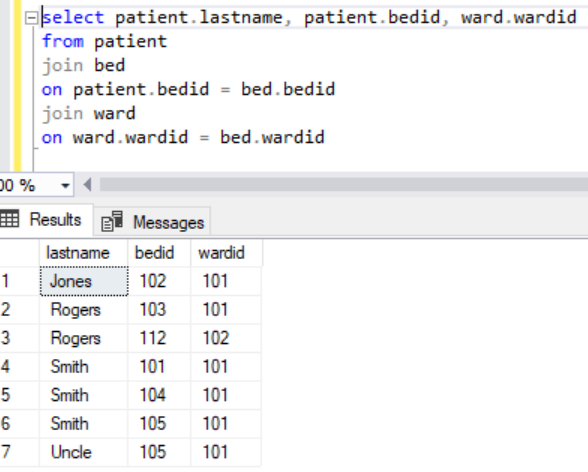 select patient.lastname, patient.bedid, ward.wardid
from patient
join bed
on patient.bedid = bed.bedid
join ward
on ward.wardid = bed.wardid
00 %
Results Messages
lastname bedid wardid
1 Jones 102 101
2 Rogers 103 101
3 Rogers 112 102
4 Smith 101 101
5 Smith 104 101
6 Smith 105 101
7 Uncle 105 101